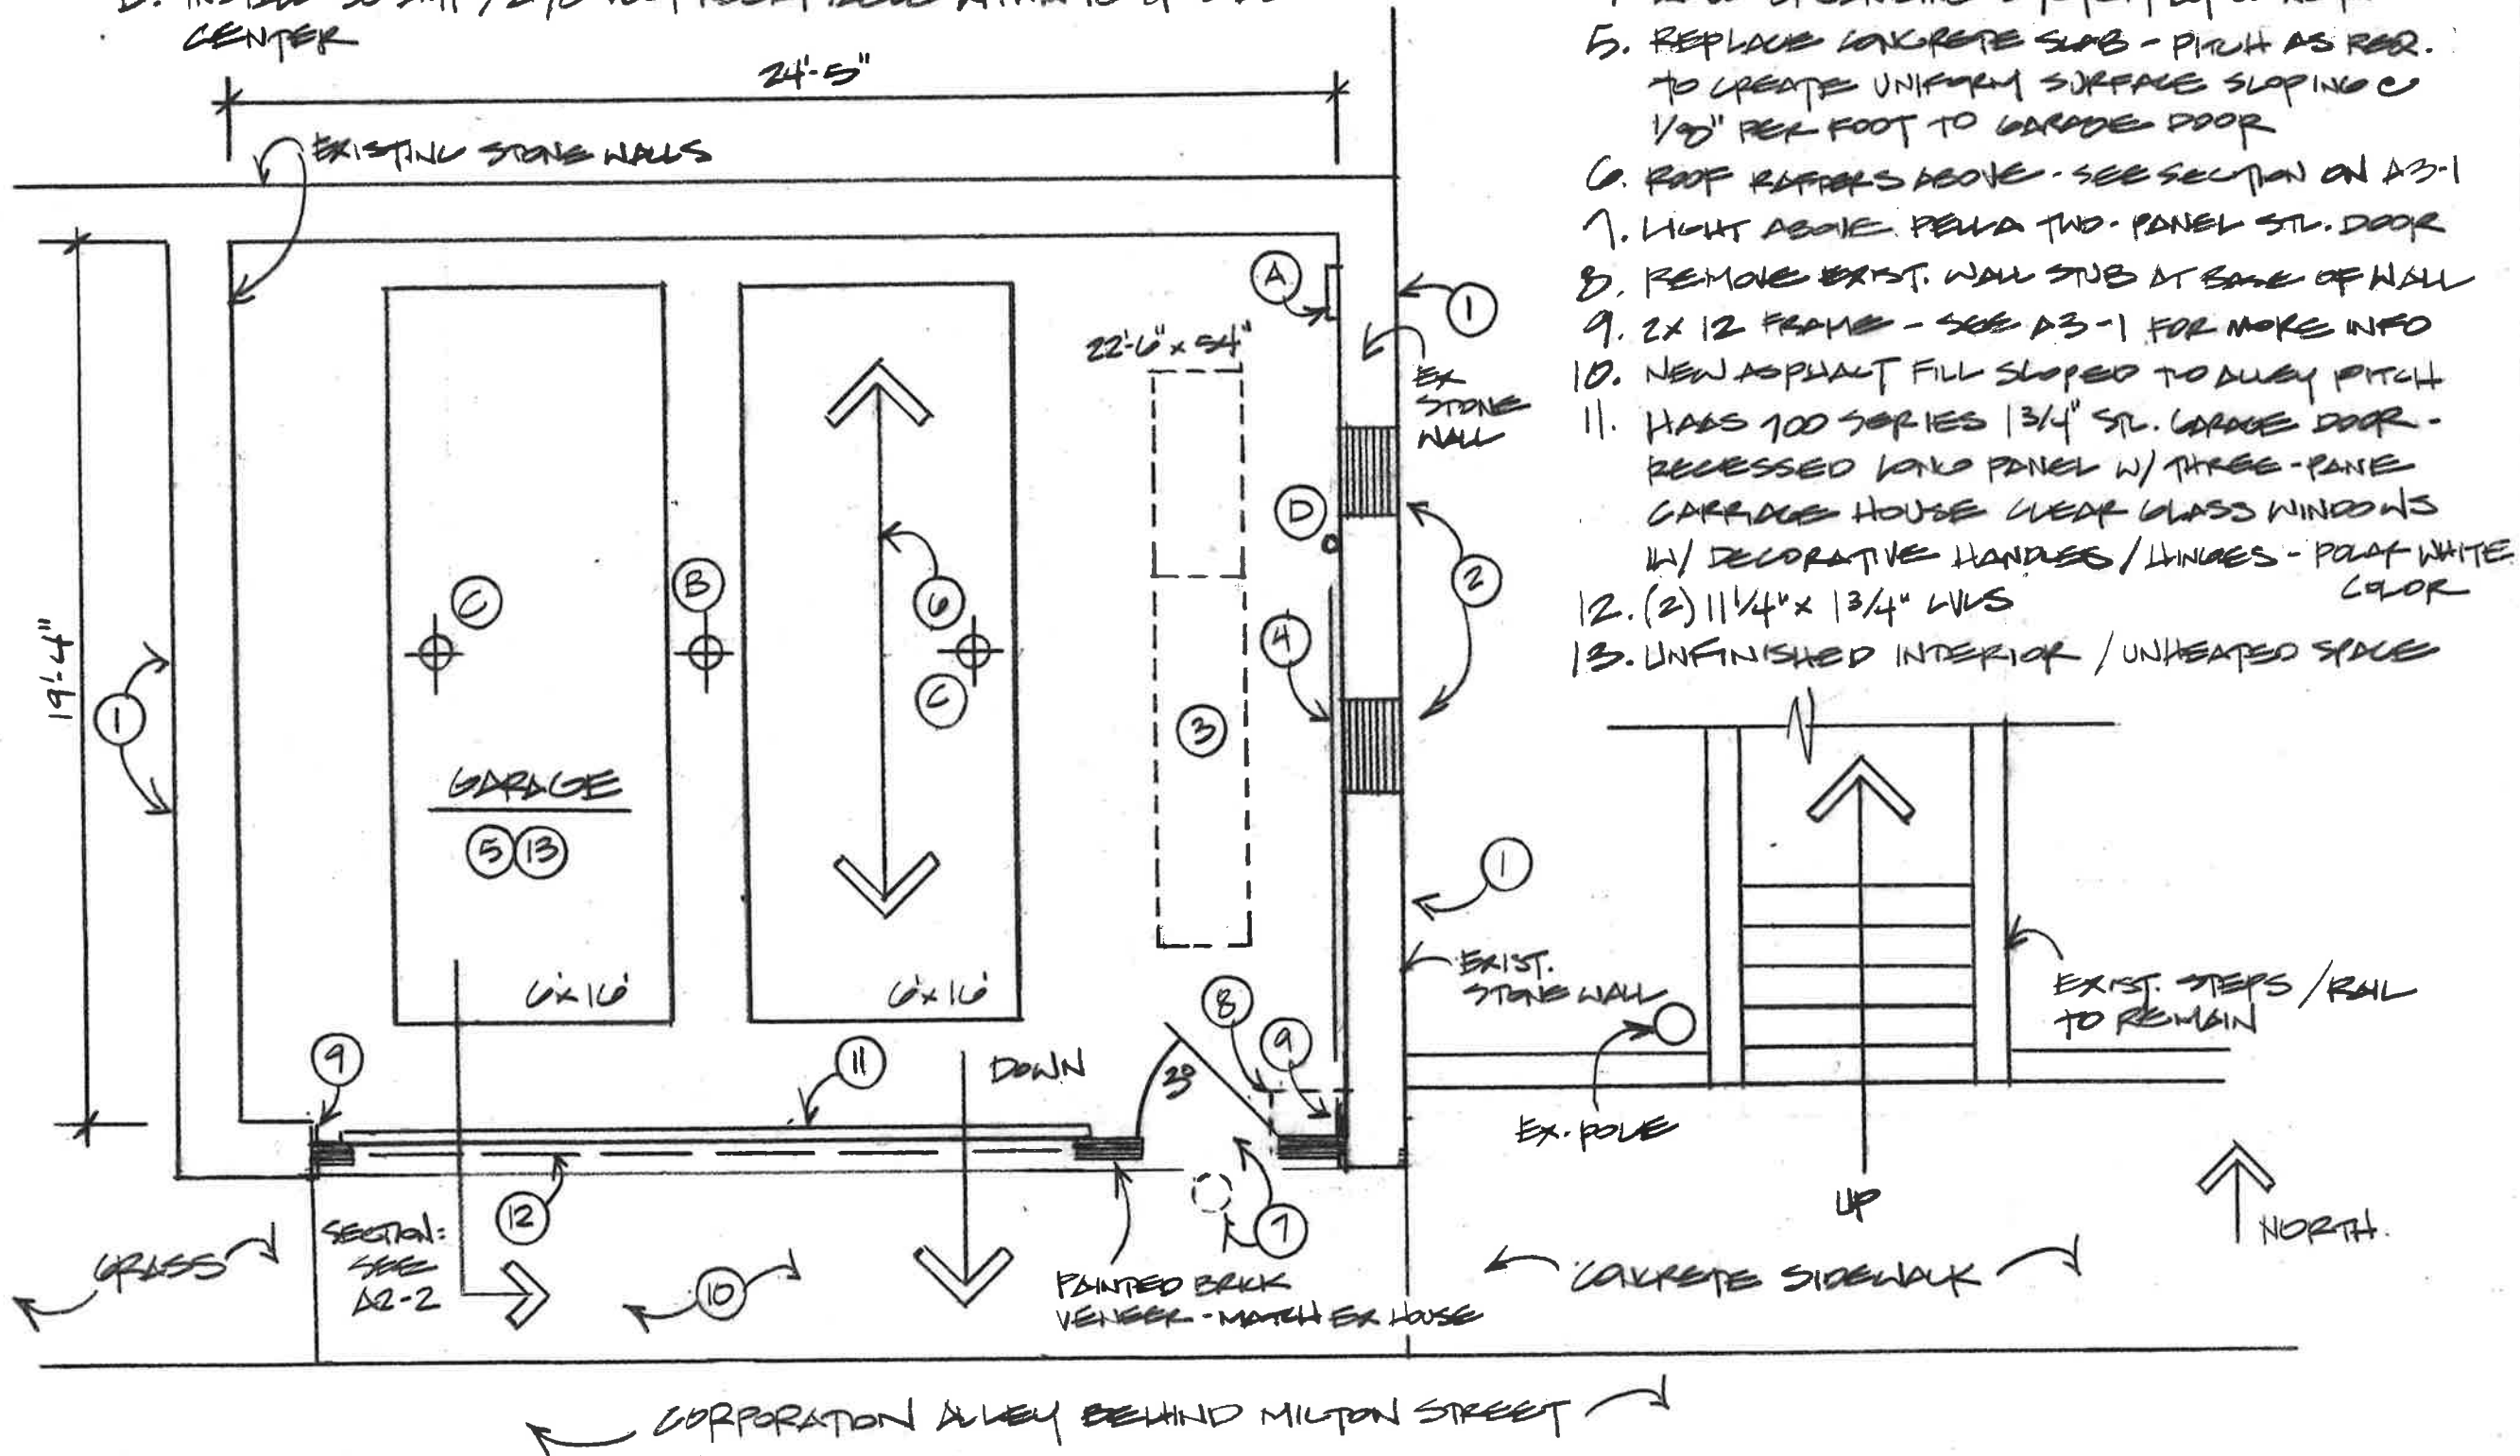 CENTER
24'-5"
EXISTING STONE WALLS
5. REPLACE CONCRETE SLAB - PITCH AS REQ.
TO CREATE UNIFORM SURFACE SLOPING @
1/8" PER FOOT TO GARAGE DOOR
6. ROOF RAFTERS ABOVE - SEE SECTION ON A3-1
7. LIGHT ABOVE PELLA TWO-PANEL STL. DOOR
8. REMOVE EXIST. WALL STUB AT BASE OF WALL
9. 2x12 FRAME - SEE A3-1 FOR MORE INFO
10. NEW ASPHALT FILL SLOPED TO ALLEY PITCH
11. HAAS 700 SERIES 1 3/4" STL. GARAGE DOOR -
RECESSED LONG PANEL W/ THREE-PANE
CARRIAGE HOUSE CLEAR GLASS WINDOWS
W/ DECORATIVE HANDLES / HINGES - POLAR WHITE
COLOR
12. (2) 11 1/4" x 1 3/4" LVLS
13. UNFINISHED INTERIOR / UNHEATED SPACE
A
1
22'-6" x 54"
EX
STONE
WALL
D
2
B
C
6
4
C
19'-4"
1
3
GARAGE
5 13
1
6'x16'
6'x16'
EXIST.
STONE WALL
EXIST. STEPS / RAIL
TO REMAIN
8
9
9
11
DOWN
3⁰
EX. POLE
12
7
UP
NORTH.
SECTION:
SEE
A2-2
GRASS
10
PAINTED BRICK
VENEER - MATCH EX HOUSE
CONCRETE SIDEWALK
CORPORATION ALLEY BEHIND MILTON STREET